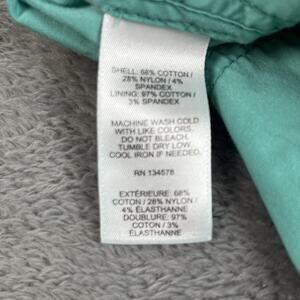 SHELL: 68% COTTON /
28% NYLON / 4%
SPANDEX
LINING: 97% COTTON /
3% SPANDEX
MACHINE WASH COLD
WITH LIKE COLORS.
DO NOT BLEACH.
TUMBLE DRY LOW.
COOL IRON IF NEEDED.
RN 134578
EXTÉRIEURE: 68%
COTON / 28% NYLON /
4% ÉLASTHANNE
DOUBLURE: 97%
COTON / 3%
ÉLASTHANNE